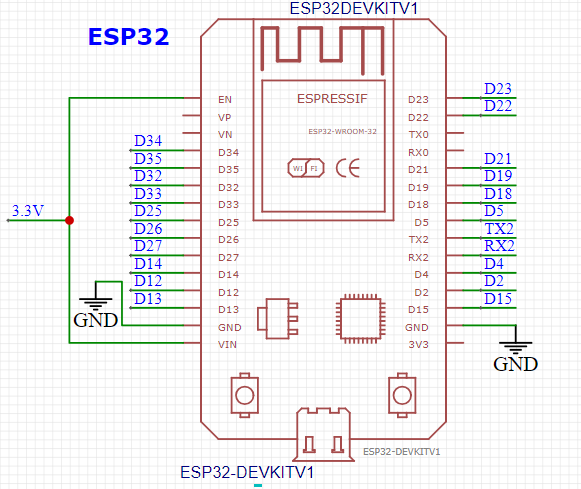 ESP32DEVKITV1
ESP32
ESPRESSIF
ESP32-WROOM-32
WI FI
CE
3.3V
EN
VP
VN
D34 D34
D35 D35
D32 D32
D33 D33
D25 D25
D26 D26
D27 D27
D14 D14
D12 D12
D13 D13
GND GND
VIN
D23 D23
D22 D22
TX0
RX0
D21 D21
D19 D19
D18 D18
D5 D5
TX2 TX2
RX2 RX2
D4 D4
D2 D2
D15 D15
GND
3V3
GND
ESP32-DEVKITV1
ESP32-DEVKITV1